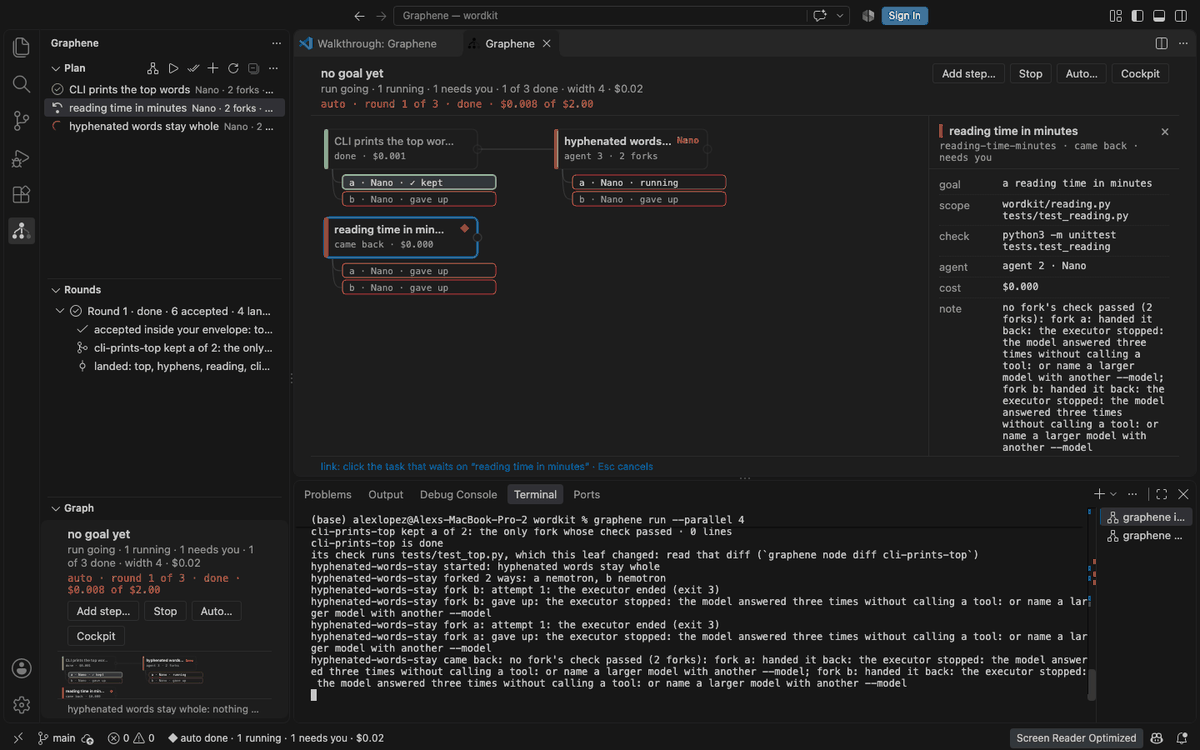 Graphene — wordkit
Sign In
Graphene
Plan
CLI prints the top words Nano · 2 forks ·...
reading time in minutes Nano · 2 forks · ...
hyphenated words stay whole Nano · 2 ...
Rounds
Round 1 · done · 6 accepted · 4 lan...
accepted inside your envelope: to...
cli-prints-top kept a of 2: the only...
landed: top, hyphens, reading, cli...
Graph
no goal yet
run going · 1 running · 1 needs you · 1
of 3 done · width 4 · $0.02
auto · round 1 of 3 · done ·
$0.008 of $2.00
Add step...
Stop
Auto...
Cockpit
hyphenated words stay whole: nothing ...
Walkthrough: Graphene
Graphene
no goal yet
run going · 1 running · 1 needs you · 1 of 3 done · width 4 · $0.02
auto · round 1 of 3 · done · $0.008 of $2.00
Add step...
Stop
Auto...
Cockpit
CLI prints the top wor...
done · $0.001
a · Nano · ✓ kept
b · Nano · gave up
hyphenated words... Nano
agent 3 · 2 forks
a · Nano · running
b · Nano · gave up
reading time in min...
came back · $0.000
a · Nano · gave up
b · Nano · gave up
link: click the task that waits on "reading time in minutes" · Esc cancels
reading time in minutes
reading-time-minutes · came back ·
needs you
goal a reading time in minutes
scope wordkit/reading.py
tests/test_reading.py
check python3 -m unittest
tests.test_reading
agent agent 2 · Nano
cost $0.000
note no fork's check passed (2
forks): fork a: handed it
back: the executor stopped:
the model answered three
times without calling a
tool: or name a larger
model with another --model;
fork b: handed it back: the
executor stopped: the model
answered three times
without calling a tool: or
name a larger model with
another --model
Problems
Output
Debug Console
Terminal
Ports
(base) alexlopez@Alexs-MacBook-Pro-2 wordkit % graphene run --parallel 4
cli-prints-top kept a of 2: the only fork whose check passed · 0 lines
cli-prints-top is done
its check runs tests/test_top.py, which this leaf changed: read that diff (`graphene node diff cli-prints-top`)
hyphenated-words-stay started: hyphenated words stay whole
hyphenated-words-stay forked 2 ways: a nemotron, b nemotron
hyphenated-words-stay fork b: attempt 1: the executor ended (exit 3)
hyphenated-words-stay fork b: gave up: the executor stopped: the model answered three times without calling a tool: or name a lar
ger model with another --model
hyphenated-words-stay fork a: attempt 1: the executor ended (exit 3)
hyphenated-words-stay fork a: gave up: the executor stopped: the model answered three times without calling a tool: or name a lar
ger model with another --model
hyphenated-words-stay came back: no fork's check passed (2 forks): fork a: handed it back: the executor stopped: the model answer
ed three times without calling a tool: or name a larger model with another --model; fork b: handed it back: the executor stopped:
the model answered three times without calling a tool: or name a larger model with another --model
graphene i...
graphene ...
main
0
0
auto done · 1 running · 1 needs you · $0.02
Screen Reader Optimized